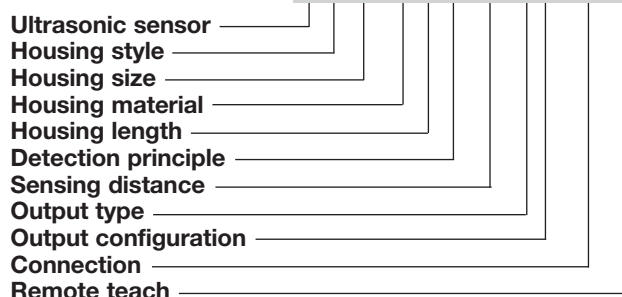 Ultrasonic sensor
Housing style
Housing size
Housing material
Housing length
Detection principle
Sensing distance
Output type
Output configuration
Connection
Remote teach